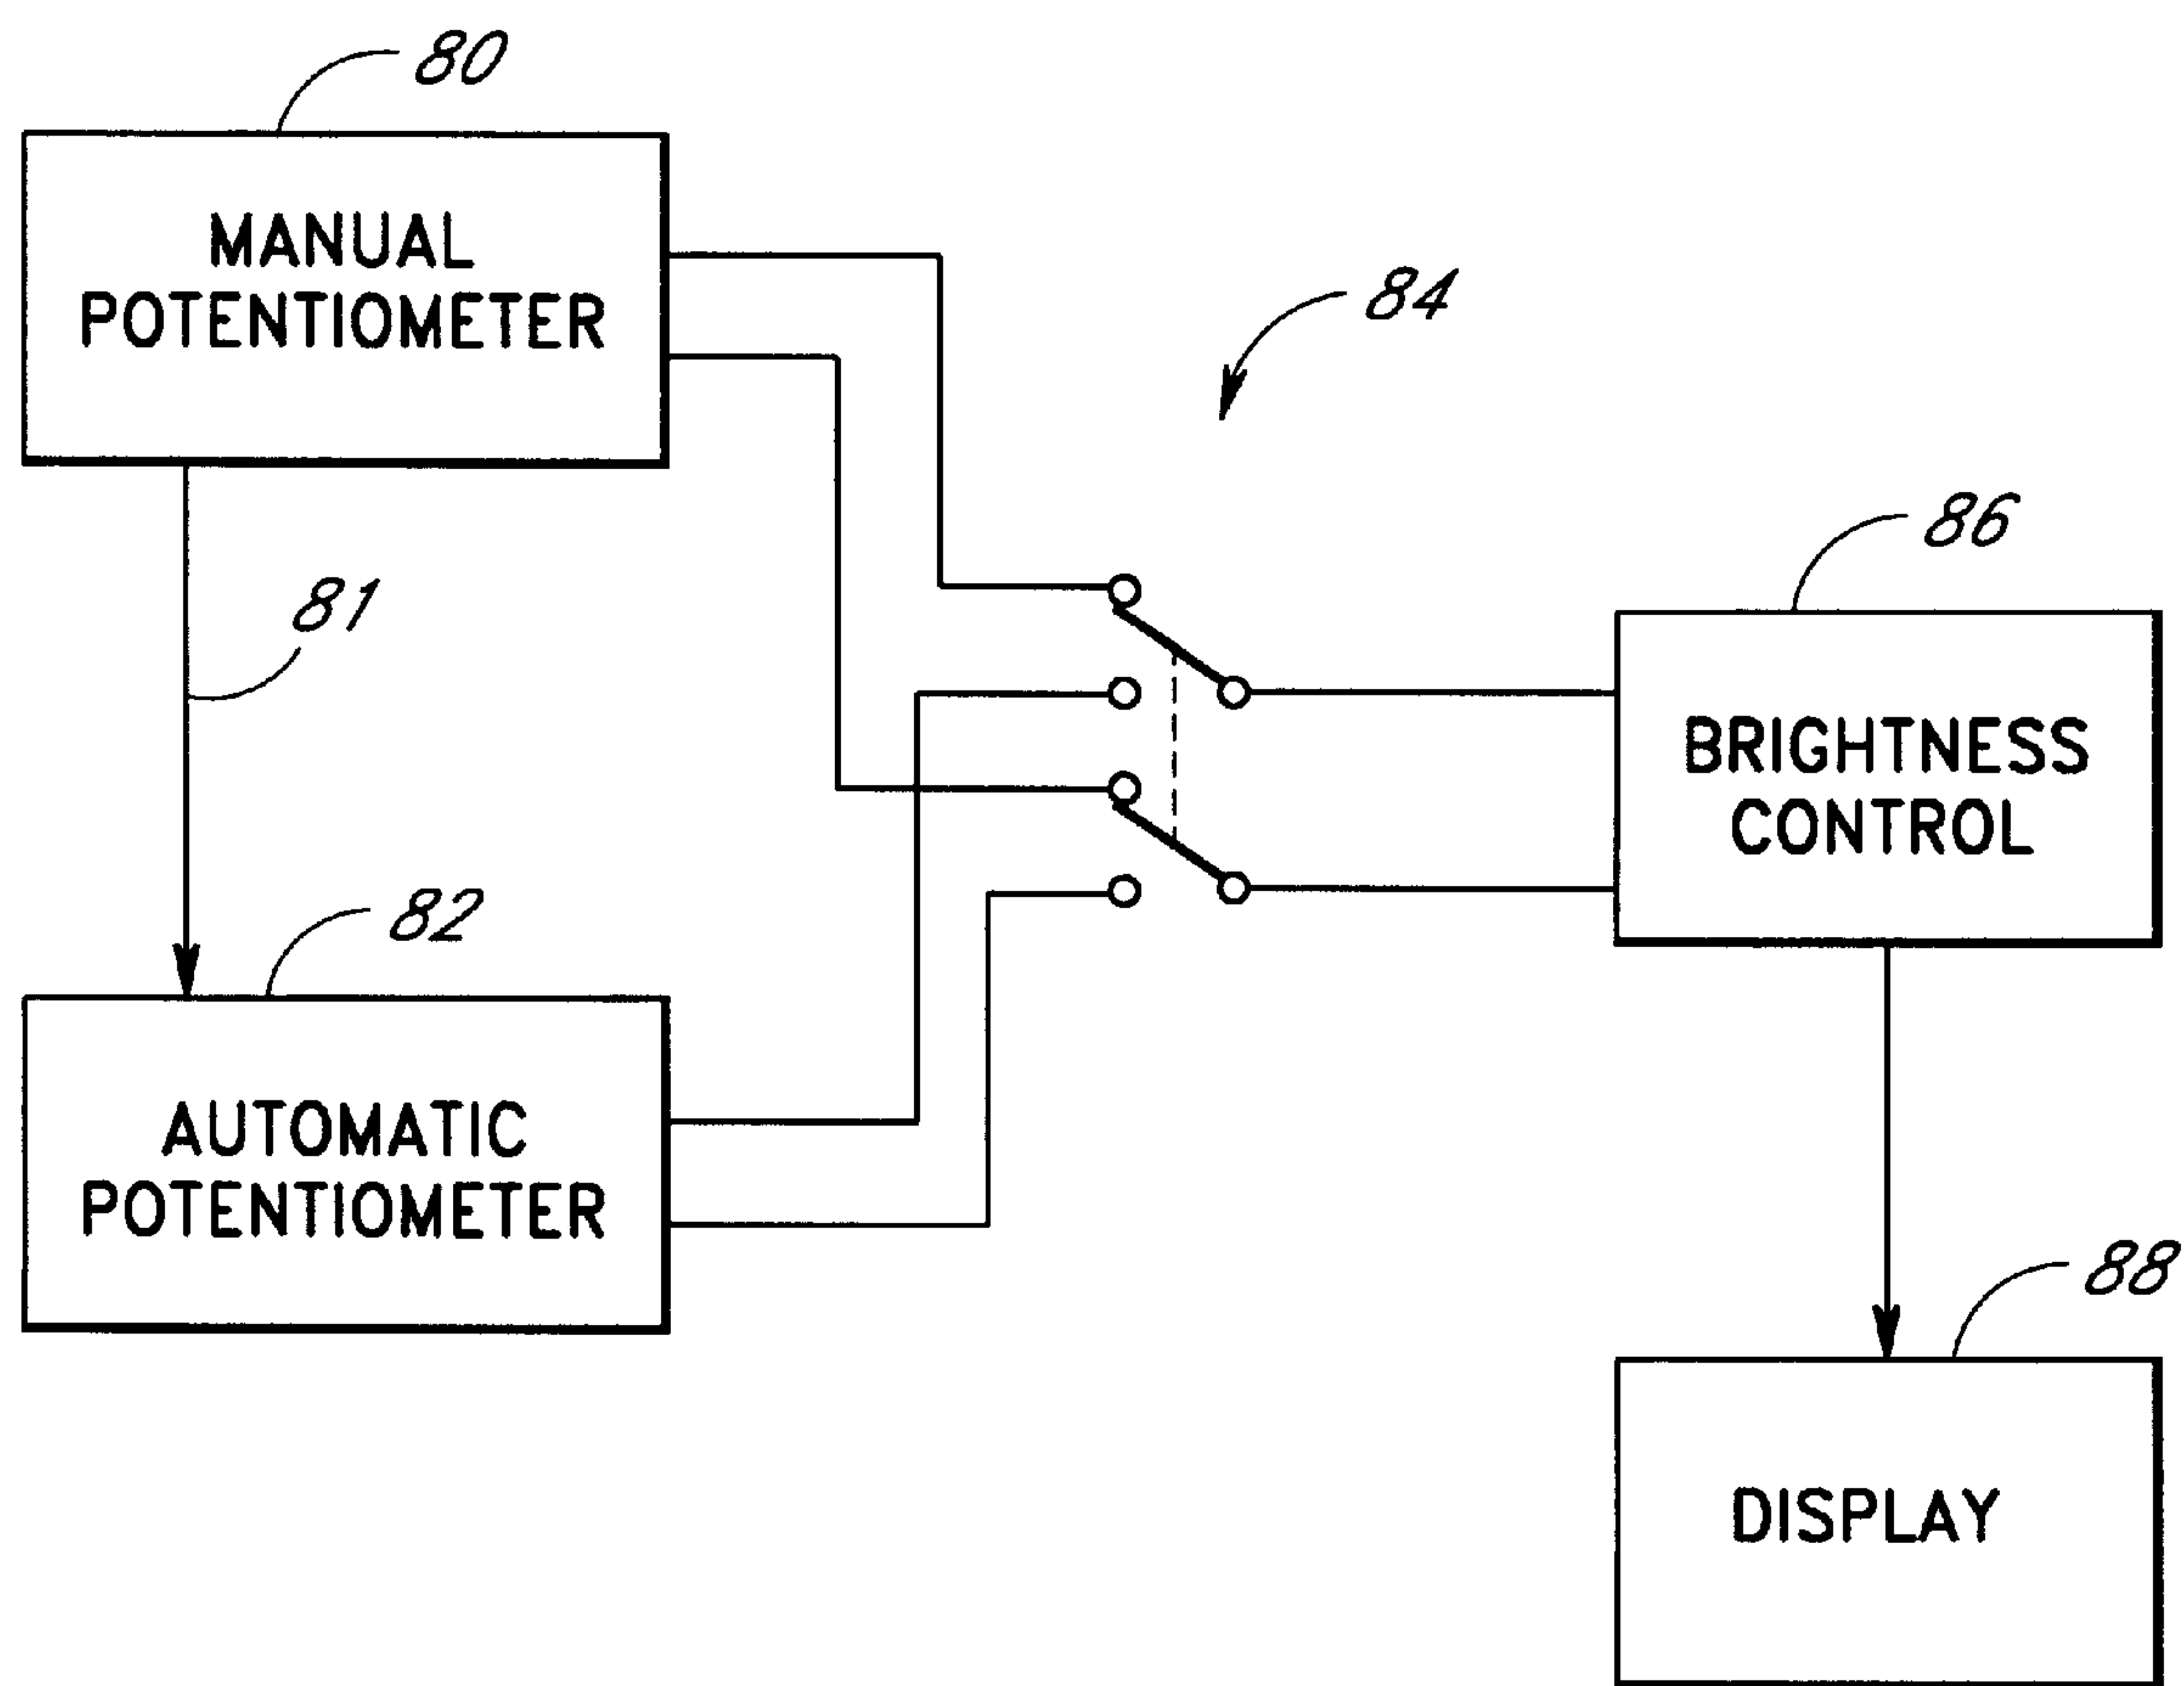 80
MANUAL
POTENTIOMETER
84
86
81
BRIGHTNESS
CONTROL
82
AUTOMATIC
POTENTIOMETER
88
DISPLAY